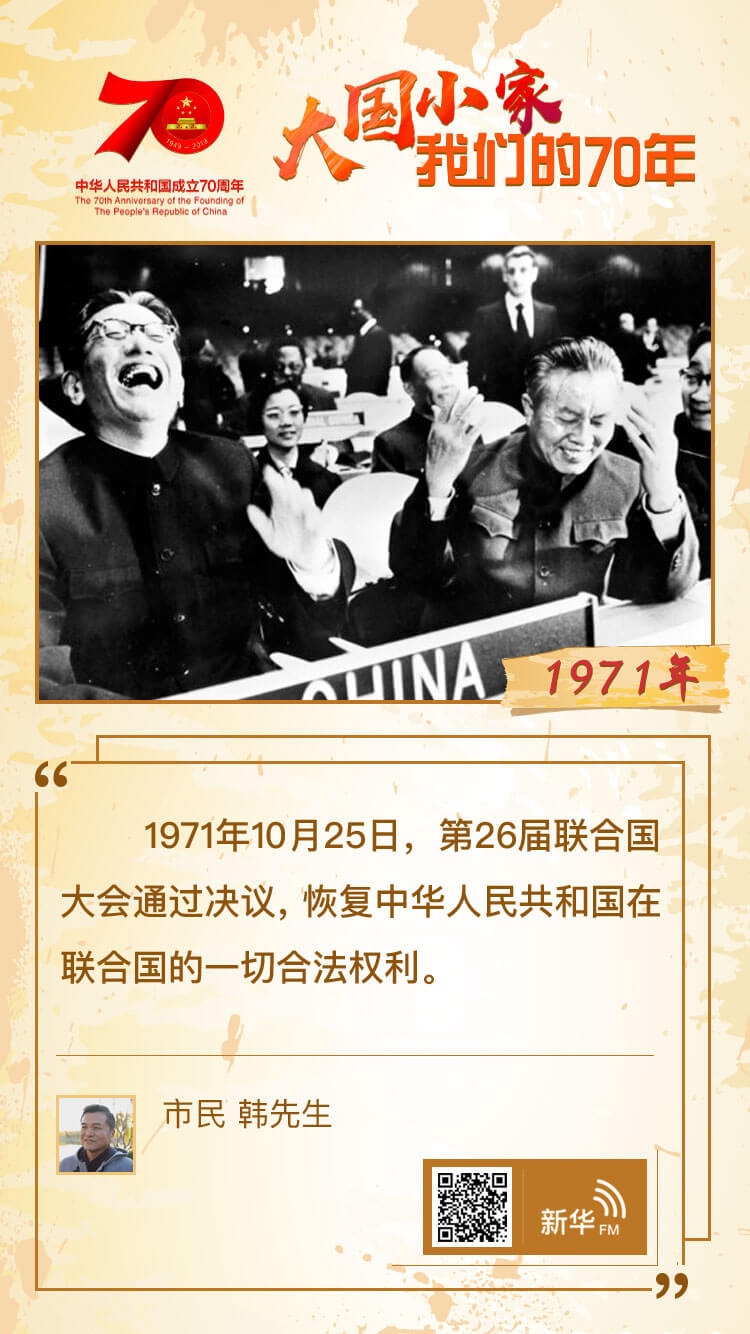 1949 — 2019
中华人民共和国成立70周年
The 70th Anniversary of the Founding of
The People's Republic of China
大国小家
我们的70年
CHINA
1971年
1971年10月25日，第26届联合国
大会通过决议，恢复中华人民共和国在
联合国的一切合法权利。
市民 韩先生
新华 FM